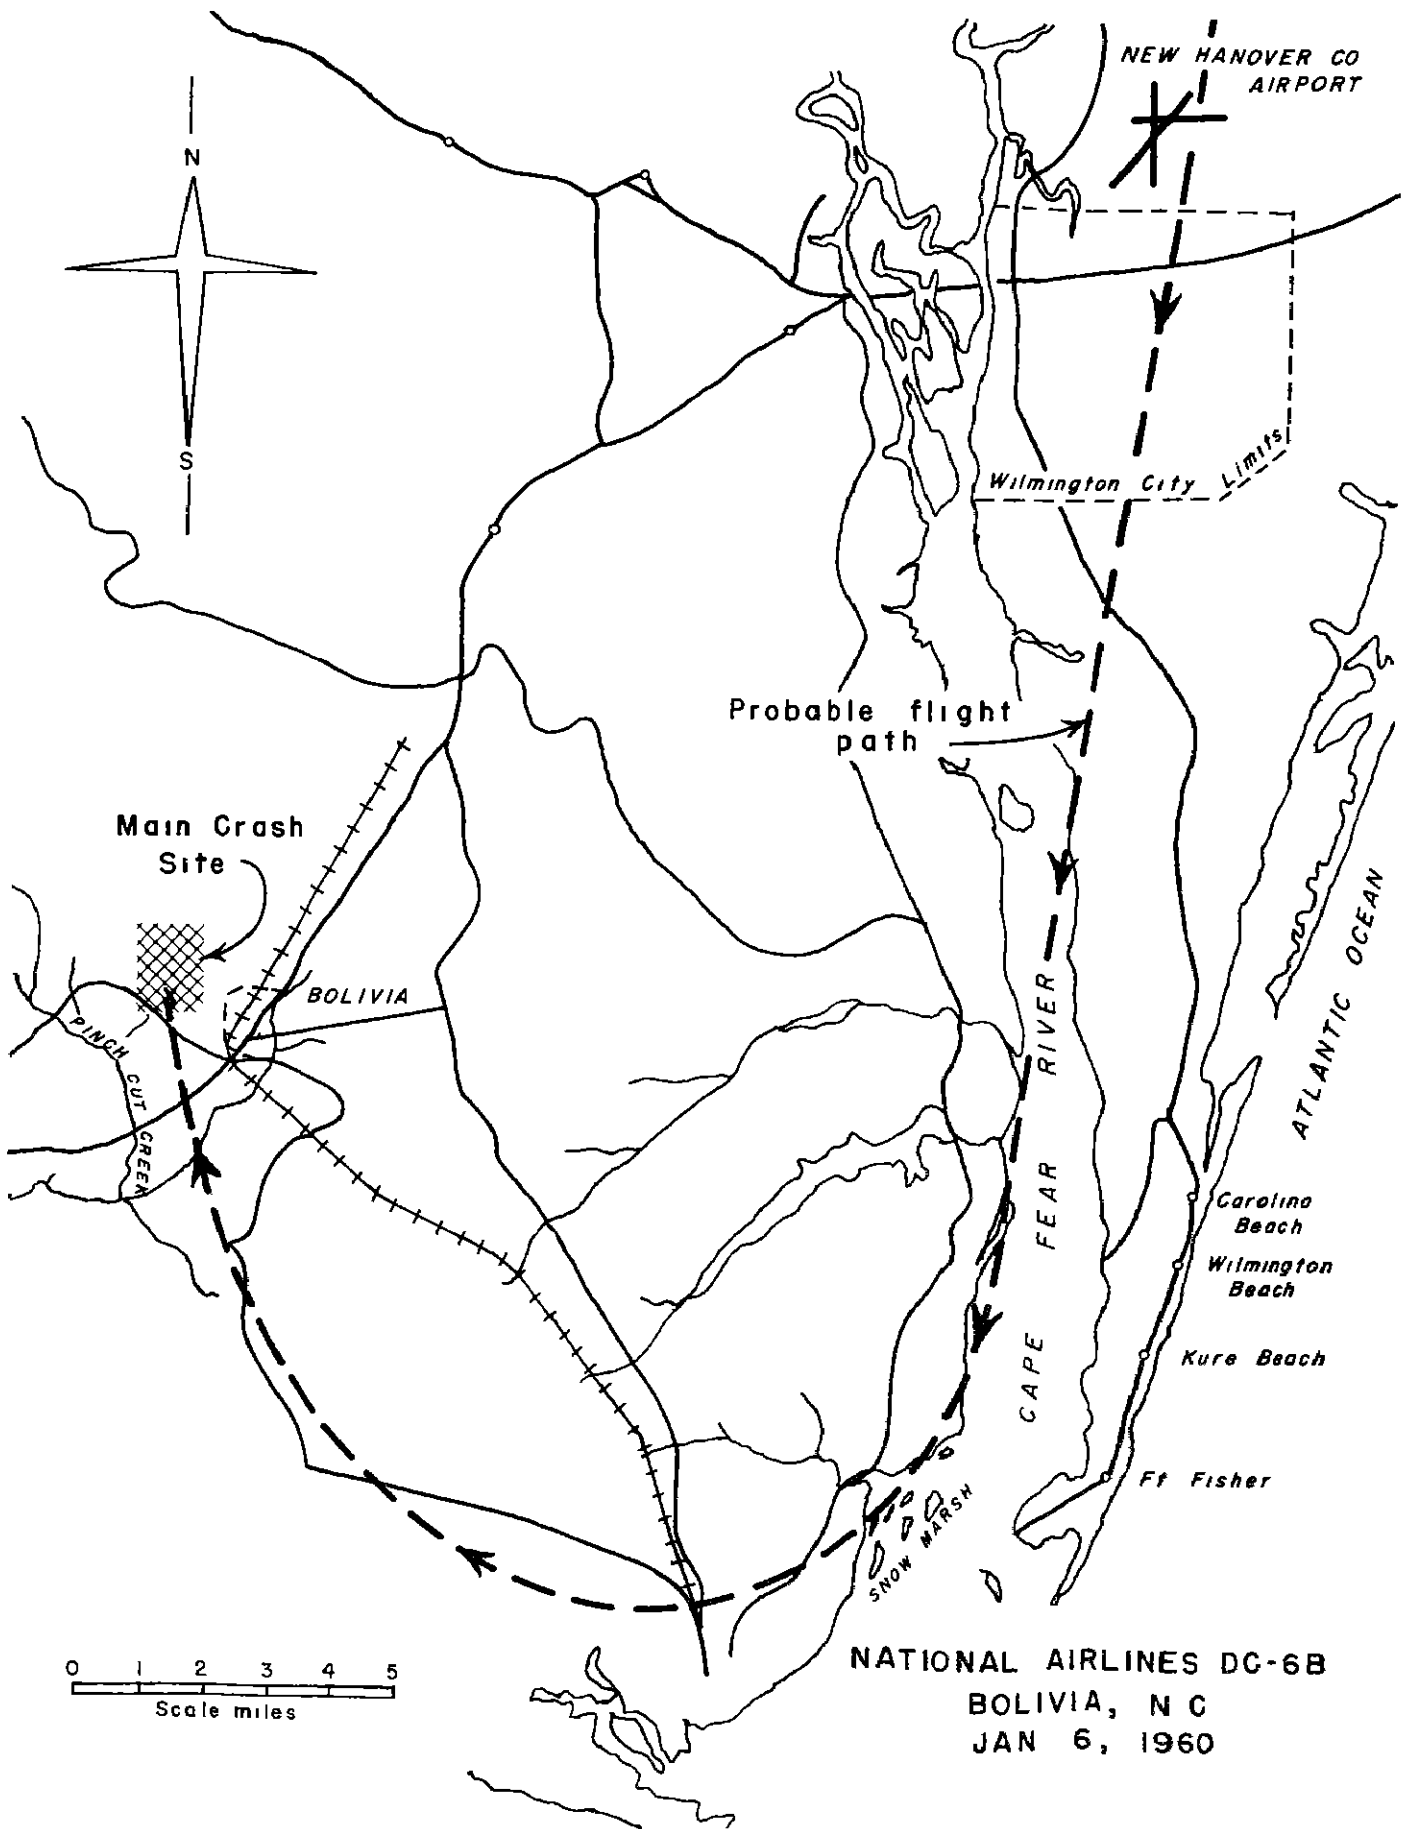 NEW HANOVER CO
AIRPORT
N
S
Wilmington City Limits
Probable flight
path
Main Crash
Site
BOLIVIA
PINCH CUT CREEK
CAPE FEAR RIVER
ATLANTIC OCEAN
Carolina
Beach
Wilmington
Beach
Kure Beach
Ft Fisher
SNOW MARSH
0 1 2 3 4 5
Scale miles
NATIONAL AIRLINES DC-6B
BOLIVIA, N C
JAN 6, 1960